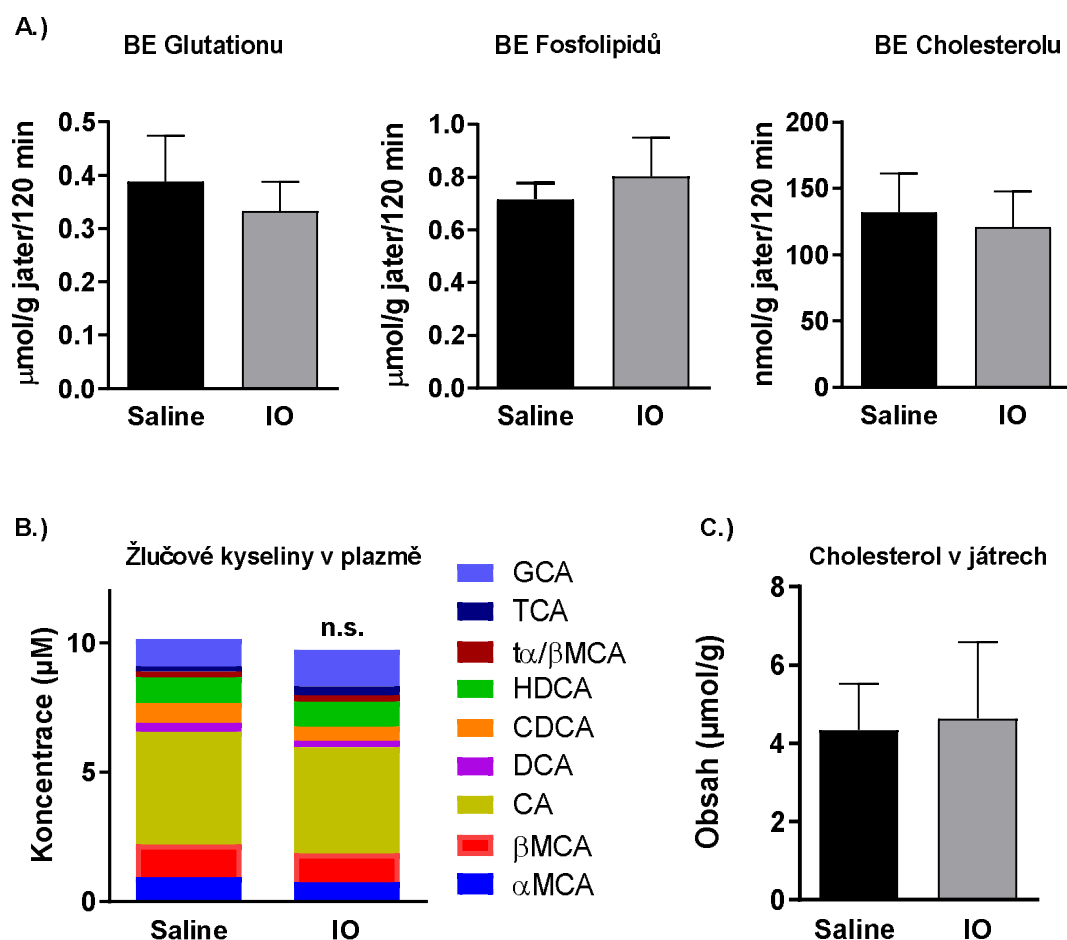 A.)
BE Glutationu
BE Fosfolipidů
BE Cholesterolu
μmol/g jater/120 min
0.5
0.4
0.3
0.2
0.1
0.0
Saline IO
μmol/g jater/120 min
1.0
0.8
0.6
0.4
0.2
0.0
Saline IO
nmol/g jater/120 min
200
150
100
50
0
Saline IO
B.)
Žlučové kyseliny v plazmě
Koncentrace (μM)
10
5
0
n.s.
Saline IO
GCA
TCA
tα/βMCA
HDCA
CDCA
DCA
CA
βMCA
αMCA
C.)
Cholesterol v játrech
Obsah (μmol/g)
8
6
4
2
0
Saline IO